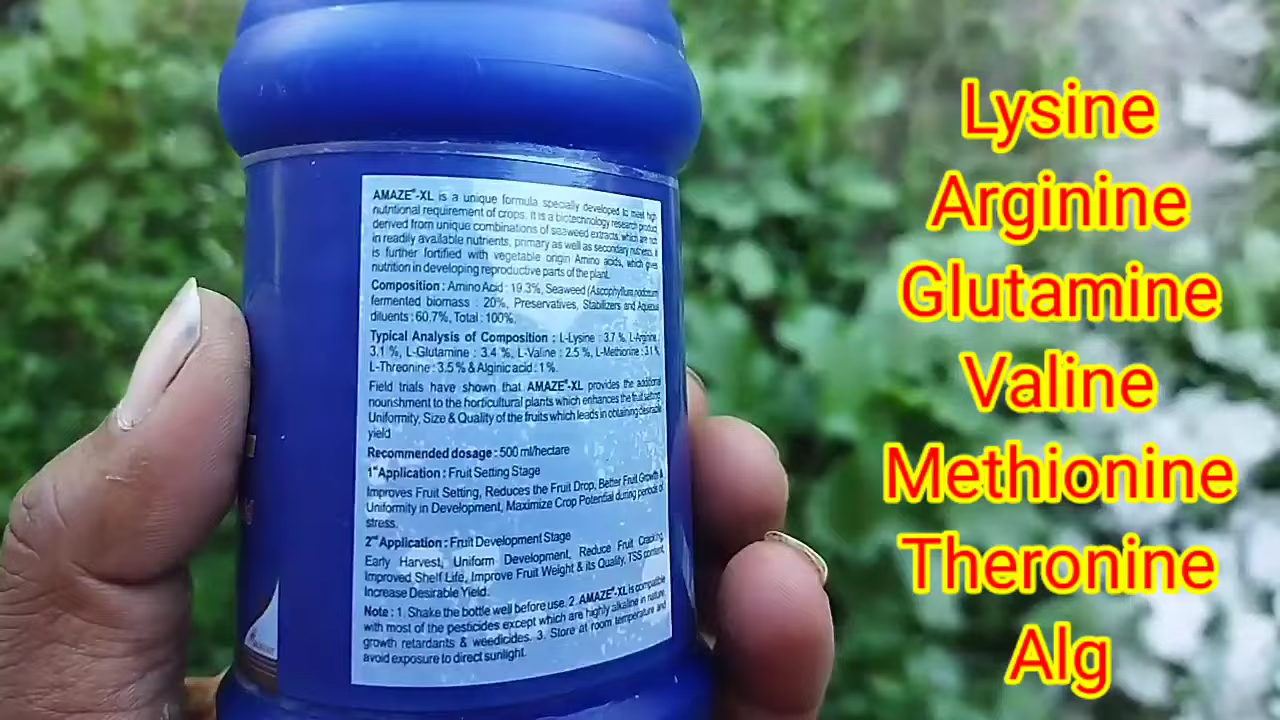 AMAZE®-XL is a unique formula specially developed to meet high
nutritional requirement of crops. It is a biotechnology research product
derived from unique combinations of seaweed extracts, which are rich
in readily available nutrients, primary as well as secondary nutrients. It
is further fortified with vegetable origin Amino acids, which gives
nutrition in developing reproductive parts of the plant.
Composition : Amino Acid : 19.3%, Seaweed (Ascophyllum nodosum
fermented biomass : 20%, Preservatives, Stabilizers and Aqueous
diluents : 60.7%, Total : 100%.
Typical Analysis of Composition : L-Lysine : 3.7 %, L-Arginine :
3.1 %, L-Glutamine : 3.4 %, L-Valine : 2.5 %, L-Methionine : 3.1 %,
L-Threonine : 3.5 % & Alginic acid : 1 %.
Field trials have shown that AMAZE®-XL provides the additional
nourishment to the horticultural plants which enhances the fruit setting,
Uniformity, Size & Quality of the fruits which leads in obtaining desirable
yield
Recommended dosage : 500 ml/hectare
1st Application : Fruit Setting Stage
Improves Fruit Setting, Reduces the Fruit Drop, Better Fruit Growth &
Uniformity in Development, Maximize Crop Potential during periods of
stress.
2nd Application : Fruit Development Stage
Early Harvest, Uniform Development, Reduce Fruit Cracking,
Improved Shelf Life, Improve Fruit Weight & its Quality, TSS content,
Increase Desirable Yield.
Note : 1. Shake the bottle well before use. 2. AMAZE®-XL is compatible
with most of the pesticides except which are highly alkaline in nature,
growth retardants & weedicides. 3. Store at room temperature and
avoid exposure to direct sunlight.
Lysine
Arginine
Glutamine
Valine
Methionine
Theronine
Alg